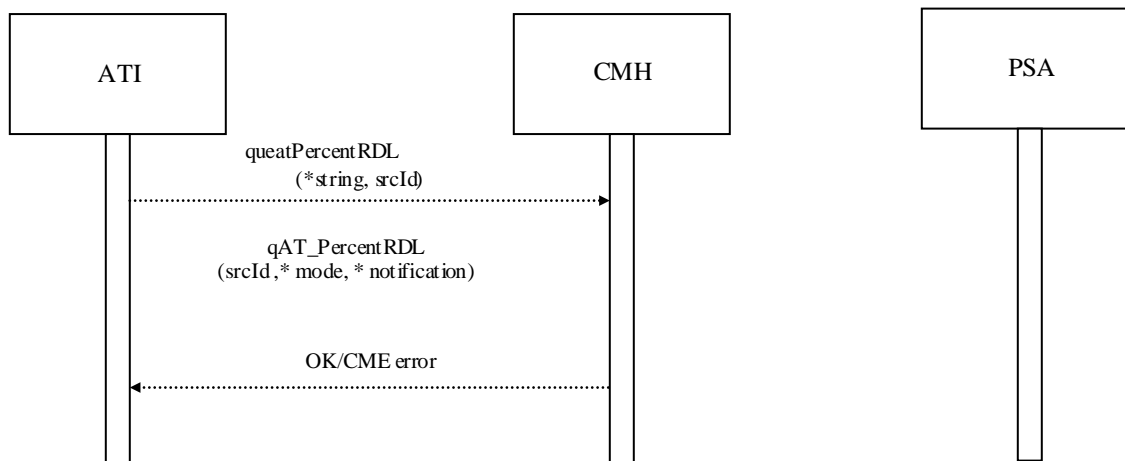 ATI
CMH
PSA
queatPercentRDL
(*string, srcId)
qAT_PercentRDL
(srcId ,* mode, * notification)
OK/CME error